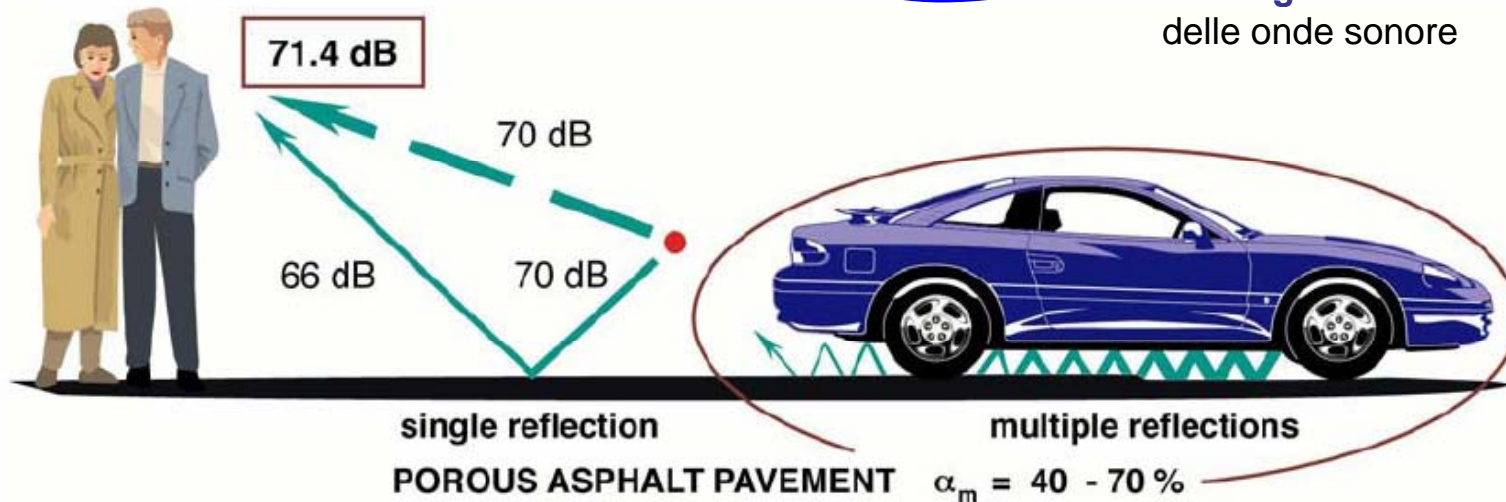 delle onde sonore
71.4 dB
70 dB
66 dB
70 dB
single reflection
multiple reflections
POROUS ASPHALT PAVEMENT αm = 40 - 70 %